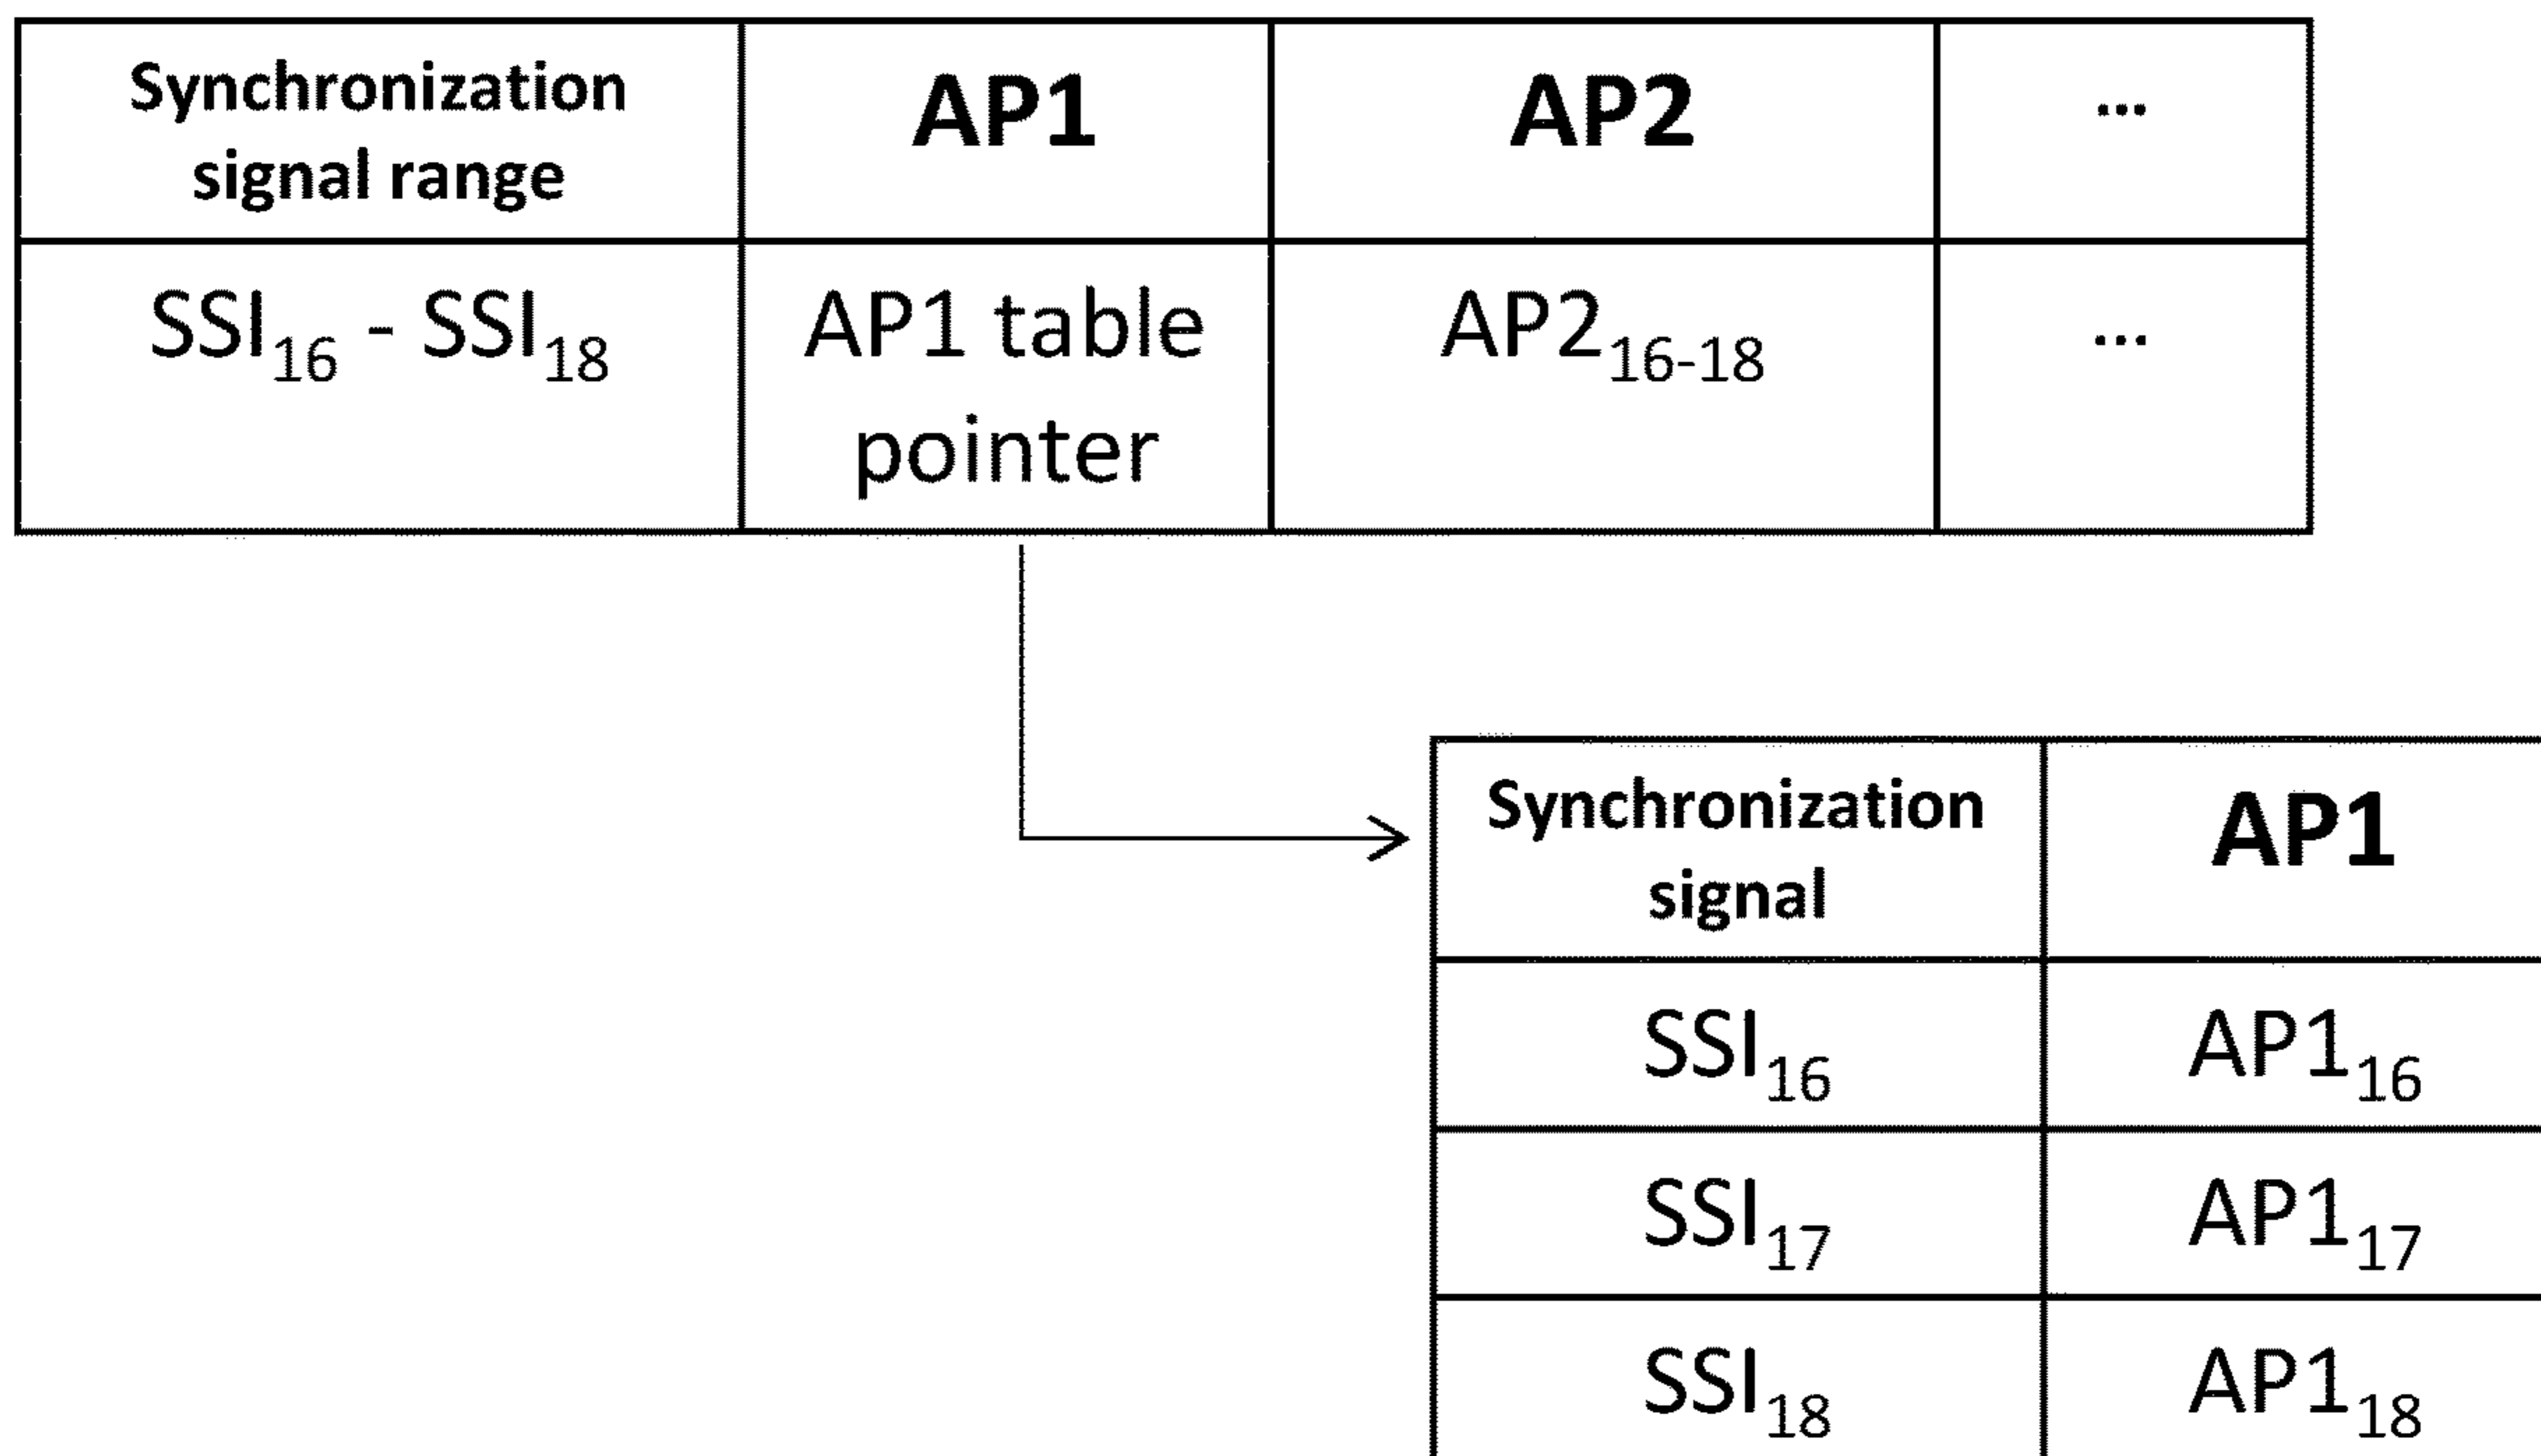 Synchronization
signal range
AP1
AP2
...
SSI₁₆ - SSI₁₈
AP1 table
pointer
AP2₁₆₋₁₈
...
Synchronization
signal
AP1
SSI₁₆
AP1₁₆
SSI₁₇
AP1₁₇
SSI₁₈
AP1₁₈